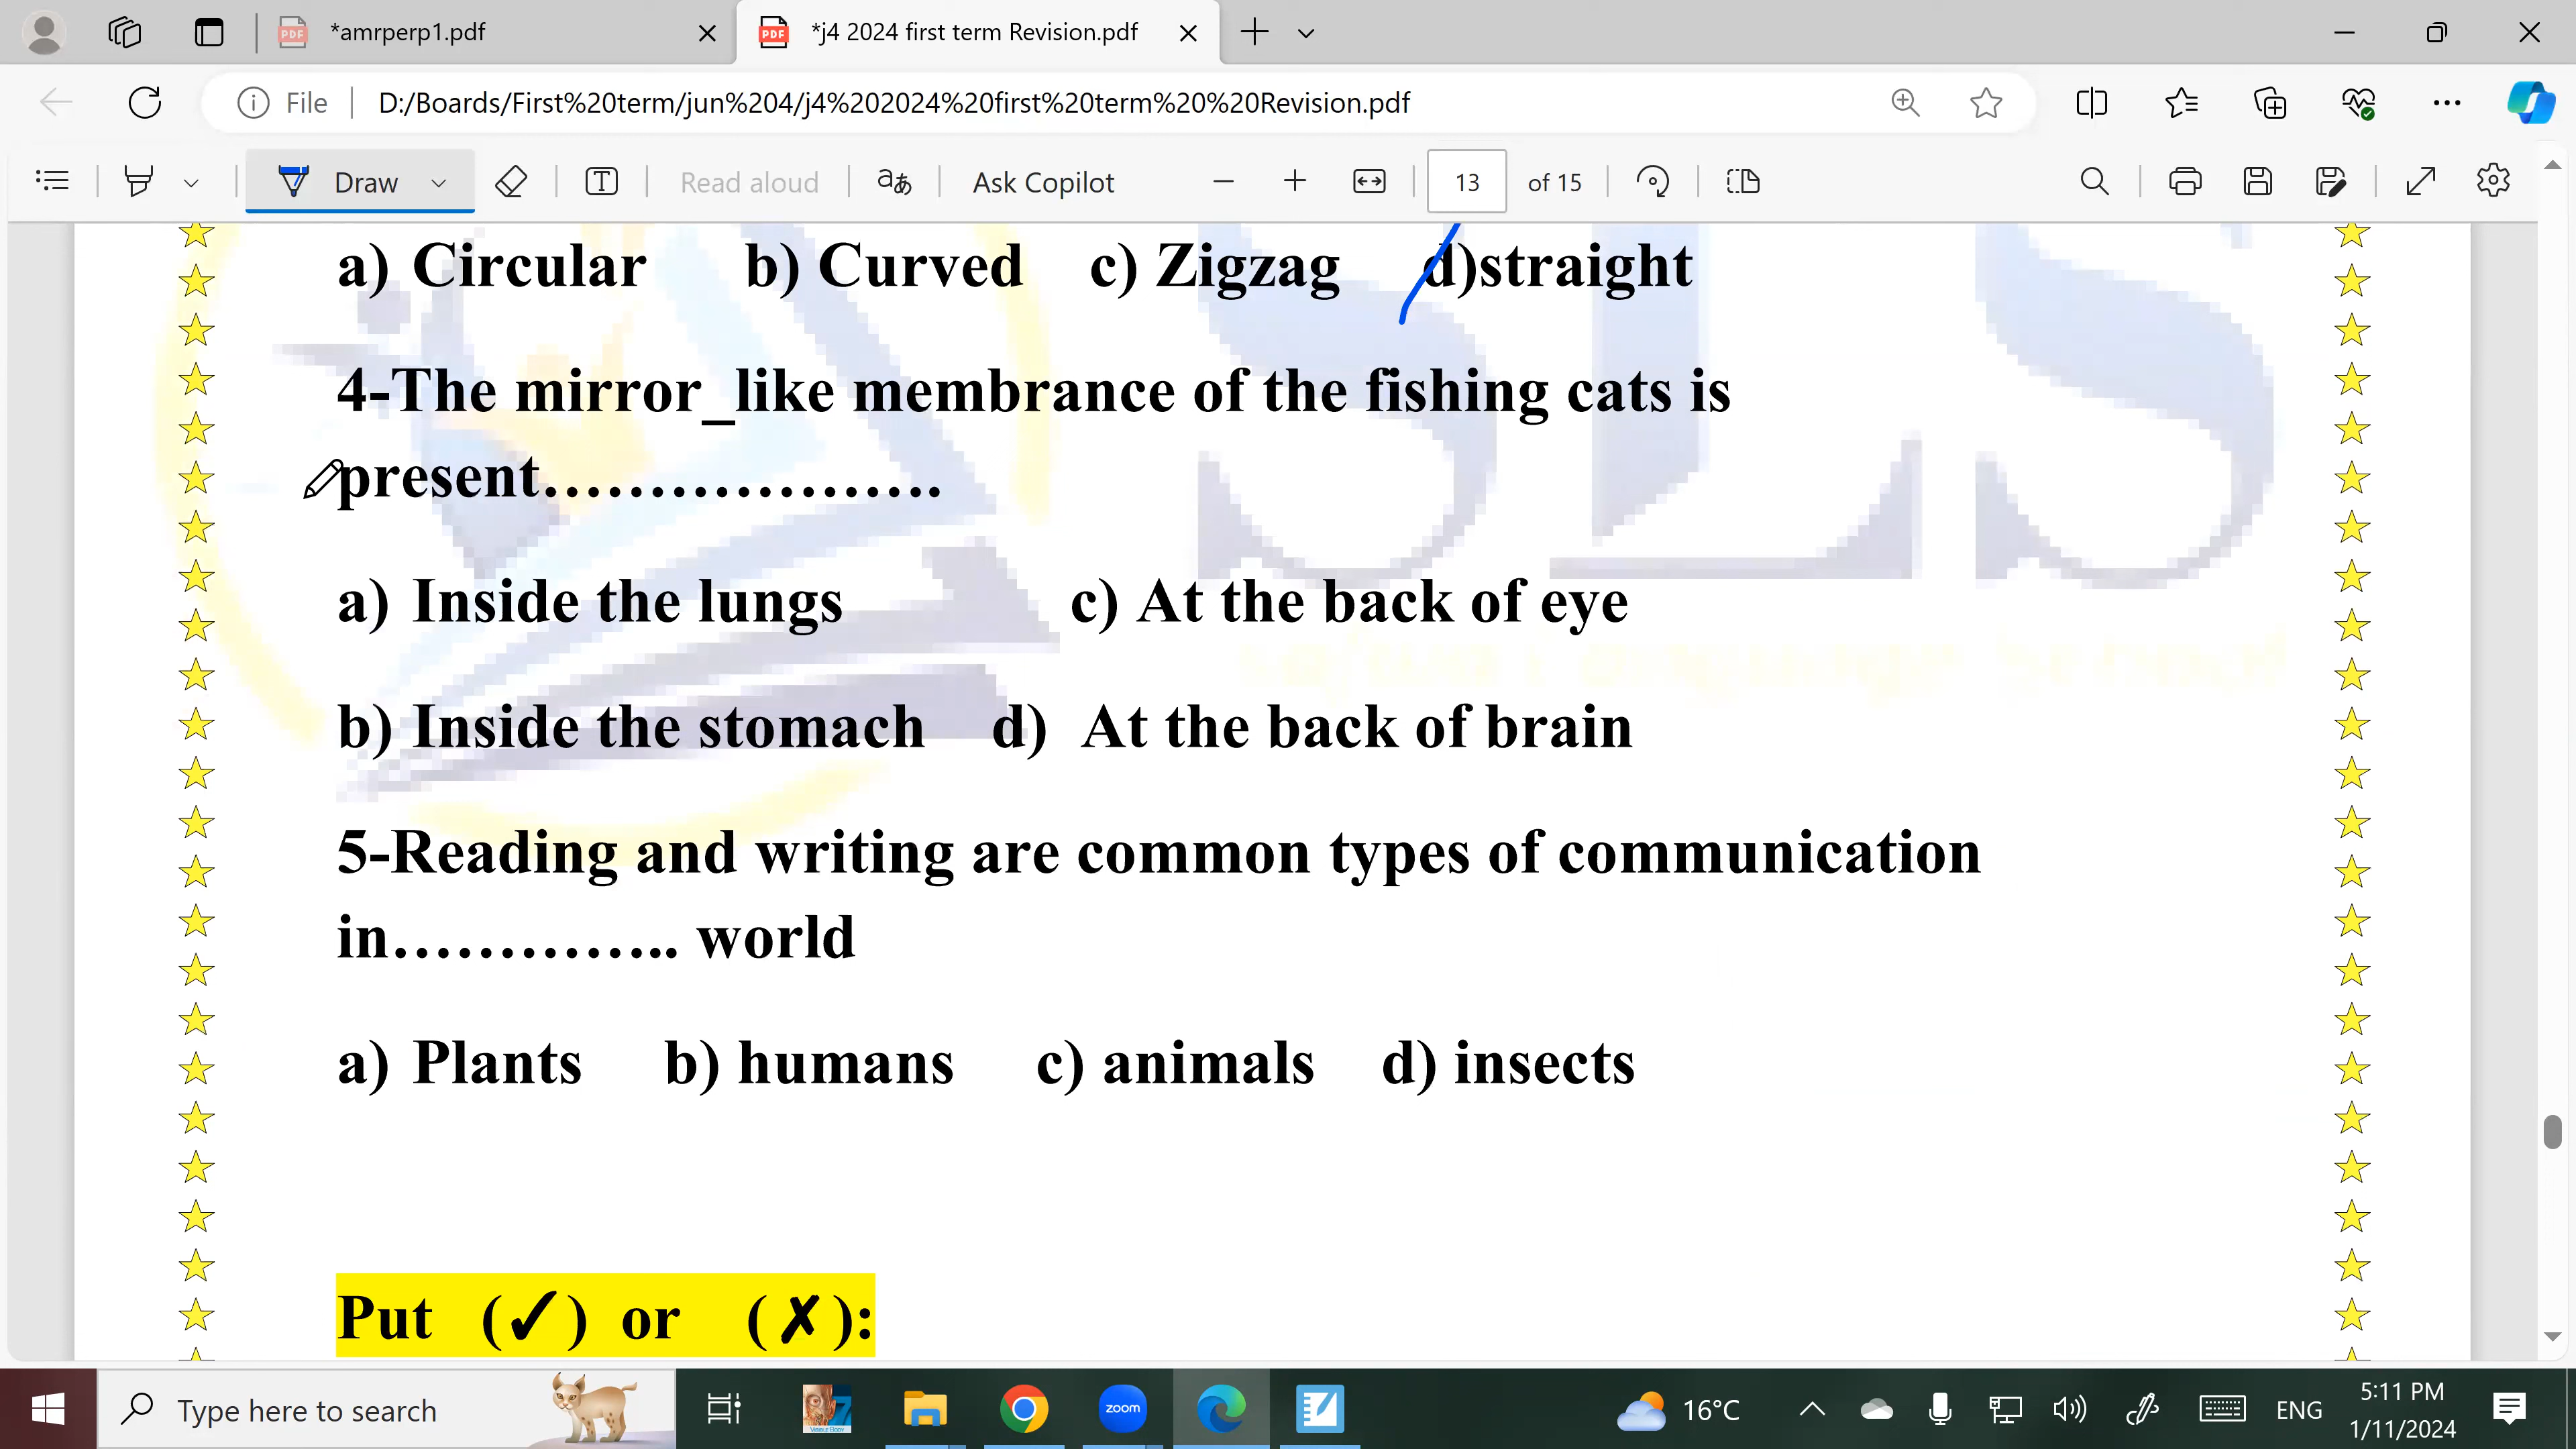 *amrperp1.pdf
*j4 2024 first term Revision.pdf
File
D:/Boards/First%20term/jun%204/j4%202024%20first%20term%20%20Revision.pdf
Draw
Read aloud
aあ
Ask Copilot
13 of 15
a) Circular b) Curved c) Zigzag d)straight
4-The mirror_like membrane of the fishing cats is
present………………….
a) Inside the lungs c) At the back of eye
b) Inside the stomach d) At the back of brain
5-Reading and writing are common types of communication
in………….. world
a) Plants b) humans c) animals d) insects
Put (✓) or (✗):
Type here to search
zoom
16°C
ENG
5:11 PM
1/11/2024